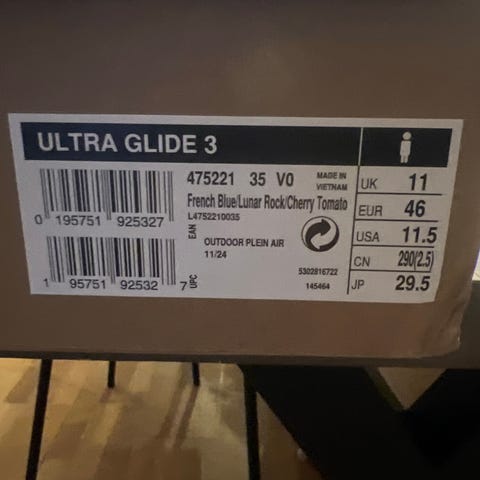 ULTRA GLIDE 3
475221 35 V0
MADE IN
VIETNAM
French Blue/Lunar Rock/Cherry Tomato
L4752210035
0 195751 925327
EAN
OUTDOOR PLEIN AIR
11/24
5302816722
145464
1 95751 92532 7
UPC
UK 11
EUR 46
USA 11.5
CN 290(2.5)
JP 29.5